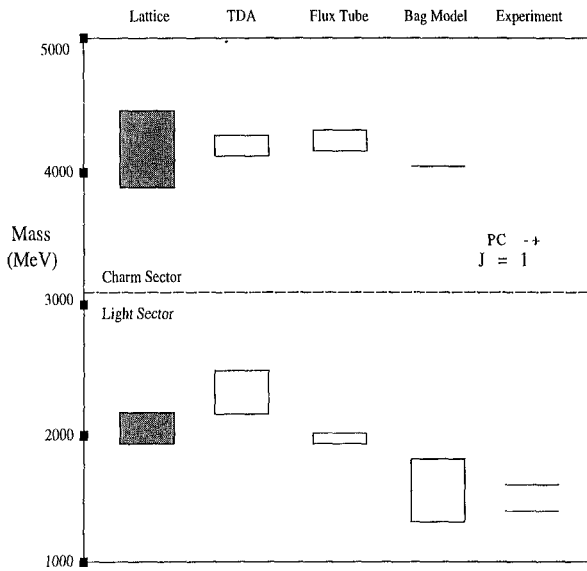 Lattice TDA Flux Tube Bag Model Experiment
5000
4000
Mass
(MeV)
PC -+
J = 1
Charm Sector
3000
Light Sector
2000
1000